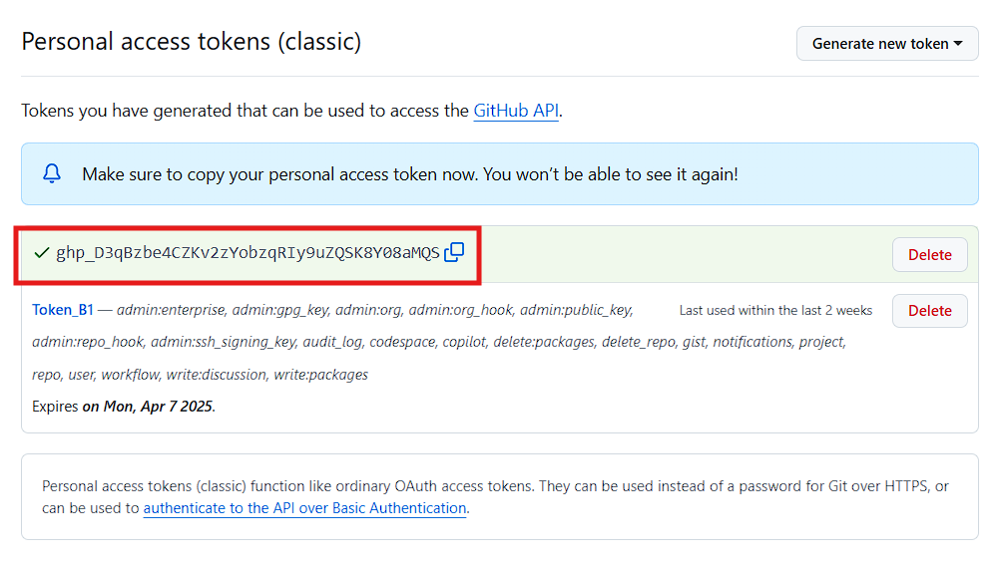 Personal access tokens (classic)
Generate new token
Tokens you have generated that can be used to access the GitHub API.
Make sure to copy your personal access token now. You won’t be able to see it again!
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
Delete
Token_B1 — admin:enterprise, admin:gpg_key, admin:org, admin:org_hook, admin:public_key,
Last used within the last 2 weeks
Delete
admin:repo_hook, admin:ssh_signing_key, audit_log, codespace, copilot, delete:packages, delete_repo, gist, notifications, project,
repo, user, workflow, write:discussion, write:packages
Expires on Mon, Apr 7 2025.
Personal access tokens (classic) function like ordinary OAuth access tokens. They can be used instead of a password for Git over HTTPS, or
can be used to authenticate to the API over Basic Authentication.